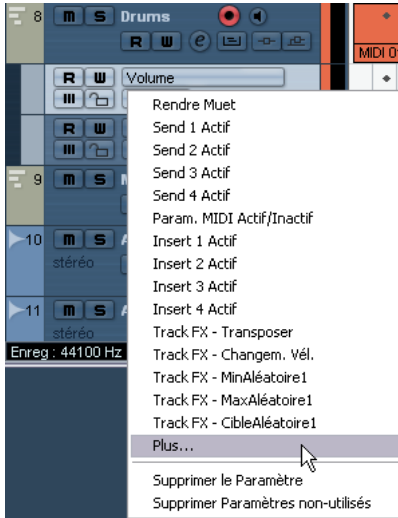 8 m S Drums
R W e
MIDI 0
R W Volume
Rendre Muet
Send 1 Actif
R W
Send 2 Actif
Send 3 Actif
9 m S
Send 4 Actif
Param. MIDI Actif/Inactif
10 m S
Insert 1 Actif
stéréo
Insert 2 Actif
Insert 3 Actif
11 m S
Insert 4 Actif
stéréo
Track FX - Transposer
Enreg : 44100 Hz
Track FX - Changem. Vél.
Track FX - MinAléatoire1
Track FX - MaxAléatoire1
Track FX - CibleAléatoire1
Plus...
Supprimer le Paramètre
Supprimer Paramètres non-utilisés